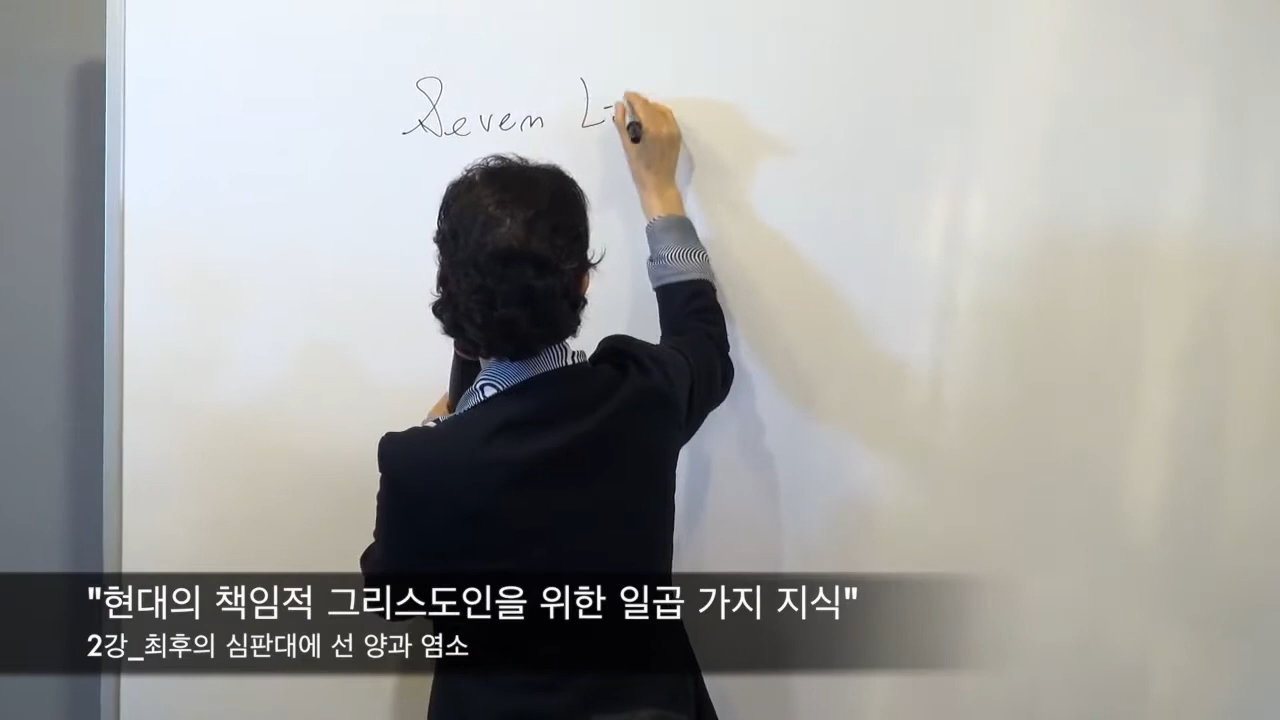 Seven Li
"현대의 책임적 그리스도인을 위한 일곱 가지 지식"
2강_최후의 심판대에 선 양과 염소